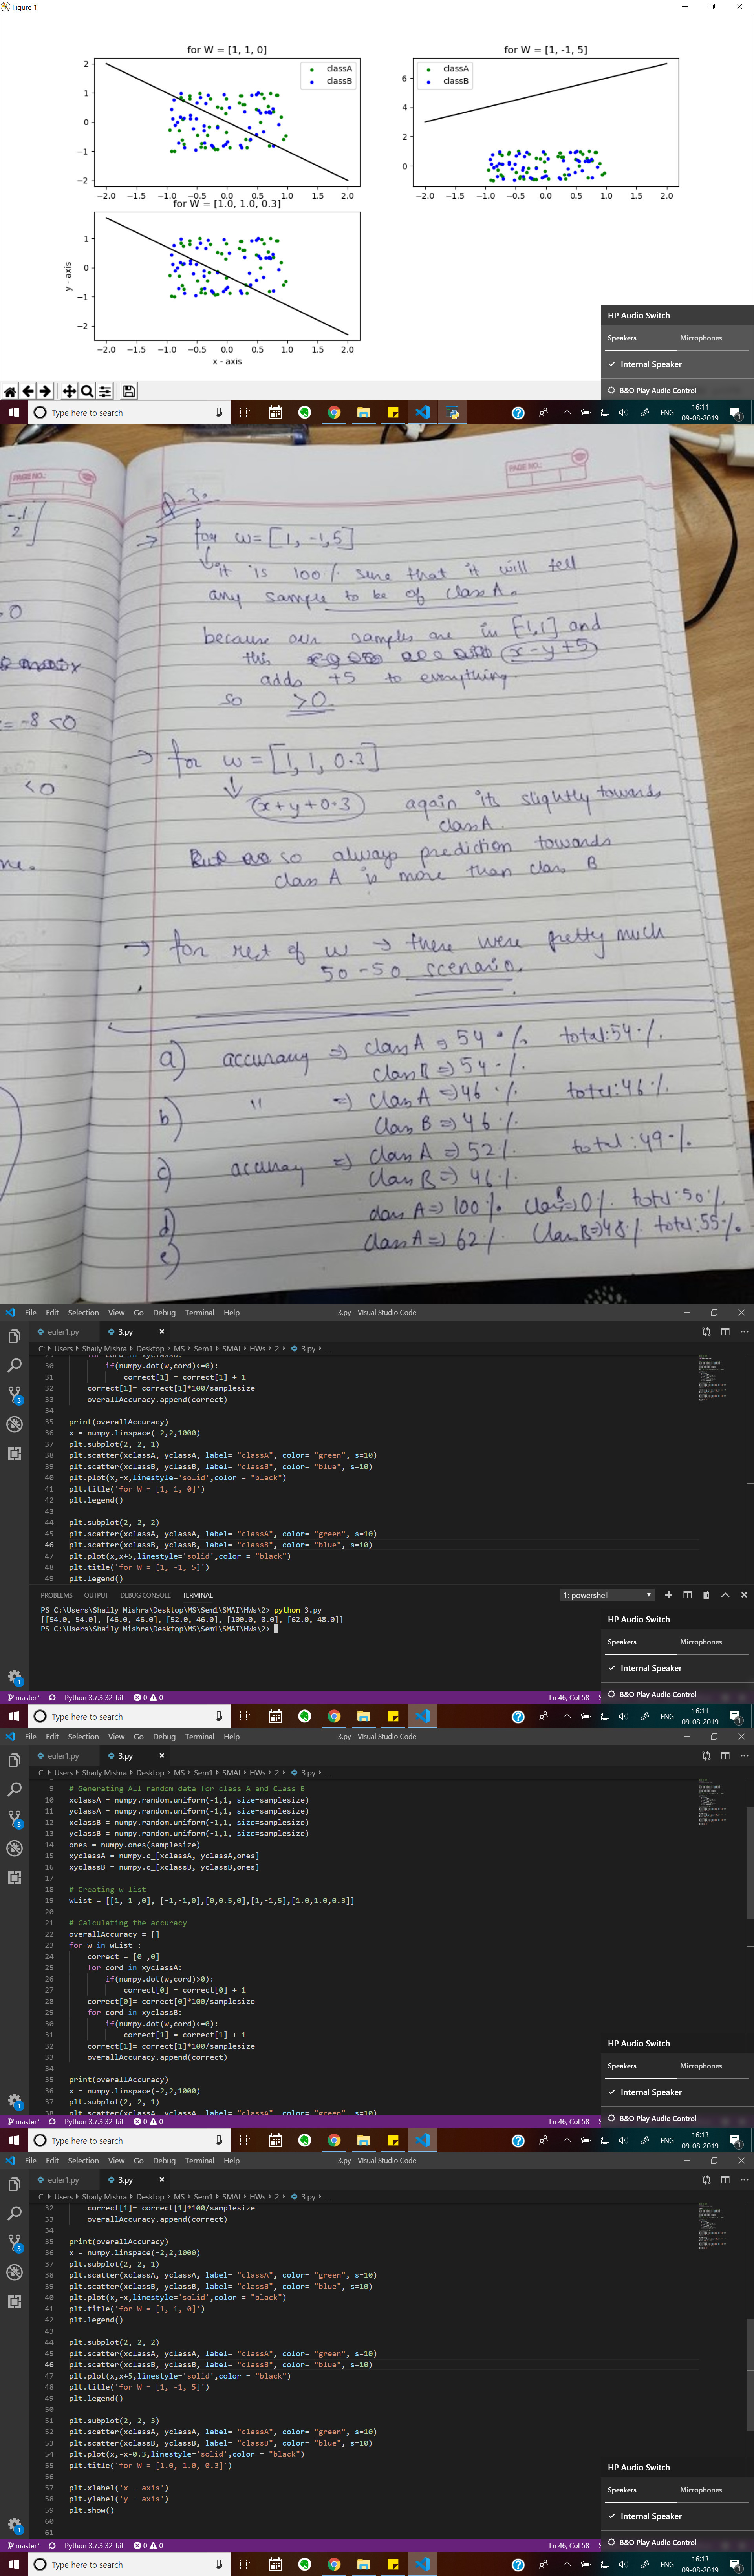 Figure 1
for W = [1, 1, 0]
classA
classB
2
1
0
−1
−2
−2.0 −1.5 −1.0 −0.5 0.0 0.5 1.0 1.5 2.0
for W = [1, -1, 5]
classA
classB
6
4
2
0
−2.0 −1.5 −1.0 −0.5 0.0 0.5 1.0 1.5 2.0
for W = [1.0, 1.0, 0.3]
y - axis
1
0
−1
−2
−2.0 −1.5 −1.0 −0.5 0.0 0.5 1.0 1.5 2.0
x - axis
HP Audio Switch
Speakers Microphones
Internal Speaker
B&O Play Audio Control
Type here to search
ENG
16:11
09-08-2019
1
PAGE NO.:
PAGE NO.:
Q-3.
-1
2
→ for w = [1, -1, 5]
it is 100 % sure that it will tell
any sample to be of class A.
because our samples are in [-1,1] and
this x-y+5
adds +5 to everything.
so >0.
= -8 <0
<0
→ for w = [1, 1, 0.3]
x+y+0.3 again its slightly towards
class A.
so always prediction towards
class A is more than class B
→ for rest of w → there were pretty much
50-50 scenario.
a) accuracy ⇒ class A ⇒ 54 % total:54 %
class B ⇒ 54 %
b) " ⇒ class A ⇒ 46 % total:46 %
class B ⇒ 46 %
c) accuracy ⇒ class A ⇒ 52 % total:49 %
class B ⇒ 46 %
d) class A ⇒ 100 % class B ⇒ 0 % total:50 %
e) class A ⇒ 62 % class B ⇒ 48 % total:55 %
File Edit Selection View Go Debug Terminal Help
3.py - Visual Studio Code
euler1.py 3.py
C: Users Shaily Mishra Desktop MS Sem1 SMAI HWs 2 3.py ...
29 for cord in xyclassB:
30 if(numpy.dot(w,cord)<=0):
31 correct[1] = correct[1] + 1
32 correct[1]= correct[1]*100/samplesize
33 overallAccuracy.append(correct)
34
35 print(overallAccuracy)
36 x = numpy.linspace(-2,2,1000)
37 plt.subplot(2, 2, 1)
38 plt.scatter(xclassA, yclassA, label= "classA", color= "green", s=10)
39 plt.scatter(xclassB, yclassB, label= "classB", color= "blue", s=10)
40 plt.plot(x,-x,linestyle='solid',color = "black")
41 plt.title('for W = [1, 1, 0]')
42 plt.legend()
43
44 plt.subplot(2, 2, 2)
45 plt.scatter(xclassA, yclassA, label= "classA", color= "green", s=10)
46 plt.scatter(xclassB, yclassB, label= "classB", color= "blue", s=10)
47 plt.plot(x,x+5,linestyle='solid',color = "black")
48 plt.title('for W = [1, -1, 5]')
49 plt.legend()
PROBLEMS OUTPUT DEBUG CONSOLE TERMINAL 1: powershell
PS C:\Users\Shaily Mishra\Desktop\MS\Sem1\SMAI\HWs\2> python 3.py
[[54.0, 54.0], [46.0, 46.0], [52.0, 46.0], [100.0, 0.0], [62.0, 48.0]]
PS C:\Users\Shaily Mishra\Desktop\MS\Sem1\SMAI\HWs\2>
HP Audio Switch
Speakers Microphones
Internal Speaker
B&O Play Audio Control
master* Python 3.7.3 32-bit 0 0 Ln 46, Col 58 S
Type here to search
ENG
16:11
09-08-2019
File Edit Selection View Go Debug Terminal Help
3.py - Visual Studio Code
euler1.py 3.py
C: Users Shaily Mishra Desktop MS Sem1 SMAI HWs 2 3.py ...
9 # Generating All random data for class A and Class B
10 xclassA = numpy.random.uniform(-1,1, size=samplesize)
11 yclassA = numpy.random.uniform(-1,1, size=samplesize)
12 xclassB = numpy.random.uniform(-1,1, size=samplesize)
13 yclassB = numpy.random.uniform(-1,1, size=samplesize)
14 ones = numpy.ones(samplesize)
15 xyclassA = numpy.c_[xclassA, yclassA,ones]
16 xyclassB = numpy.c_[xclassB, yclassB,ones]
17
18 # Creating w list
19 wList = [[1, 1 ,0], [-1,-1,0],[0,0.5,0],[1,-1,5],[1.0,1.0,0.3]]
20
21 # Calculating the accuracy
22 overallAccuracy = []
23 for w in wList :
24 correct = [0 ,0]
25 for cord in xyclassA:
26 if(numpy.dot(w,cord)>0):
27 correct[0] = correct[0] + 1
28 correct[0]= correct[0]*100/samplesize
29 for cord in xyclassB:
30 if(numpy.dot(w,cord)<=0):
31 correct[1] = correct[1] + 1
32 correct[1]= correct[1]*100/samplesize
33 overallAccuracy.append(correct)
34
35 print(overallAccuracy)
36 x = numpy.linspace(-2,2,1000)
37 plt.subplot(2, 2, 1)
38 plt.scatter(xclassA, yclassA, label= "classA", color= "green", s=10)
HP Audio Switch
Speakers Microphones
Internal Speaker
B&O Play Audio Control
master* Python 3.7.3 32-bit 0 0 Ln 46, Col 58 S
Type here to search
ENG
16:13
09-08-2019
File Edit Selection View Go Debug Terminal Help
3.py - Visual Studio Code
euler1.py 3.py
C: Users Shaily Mishra Desktop MS Sem1 SMAI HWs 2 3.py ...
32 correct[1]= correct[1]*100/samplesize
33 overallAccuracy.append(correct)
34
35 print(overallAccuracy)
36 x = numpy.linspace(-2,2,1000)
37 plt.subplot(2, 2, 1)
38 plt.scatter(xclassA, yclassA, label= "classA", color= "green", s=10)
39 plt.scatter(xclassB, yclassB, label= "classB", color= "blue", s=10)
40 plt.plot(x,-x,linestyle='solid',color = "black")
41 plt.title('for W = [1, 1, 0]')
42 plt.legend()
43
44 plt.subplot(2, 2, 2)
45 plt.scatter(xclassA, yclassA, label= "classA", color= "green", s=10)
46 plt.scatter(xclassB, yclassB, label= "classB", color= "blue", s=10)
47 plt.plot(x,x+5,linestyle='solid',color = "black")
48 plt.title('for W = [1, -1, 5]')
49 plt.legend()
50
51 plt.subplot(2, 2, 3)
52 plt.scatter(xclassA, yclassA, label= "classA", color= "green", s=10)
53 plt.scatter(xclassB, yclassB, label= "classB", color= "blue", s=10)
54 plt.plot(x,-x-0.3,linestyle='solid',color = "black")
55 plt.title('for W = [1.0, 1.0, 0.3]')
56
57 plt.xlabel('x - axis')
58 plt.ylabel('y - axis')
59 plt.show()
60
61
HP Audio Switch
Speakers Microphones
Internal Speaker
B&O Play Audio Control
master* Python 3.7.3 32-bit 0 0 Ln 46, Col 58 S
Type here to search
ENG
16:13
09-08-2019